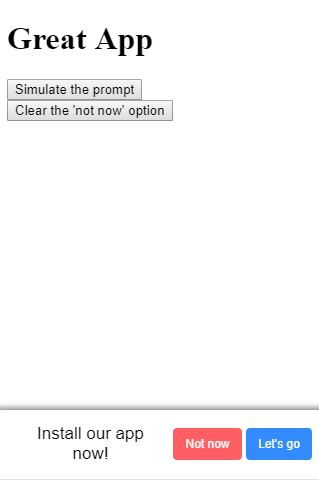 Great App
Simulate the prompt
Clear the 'not now' option
Install our app
now!
Not now
Let's go